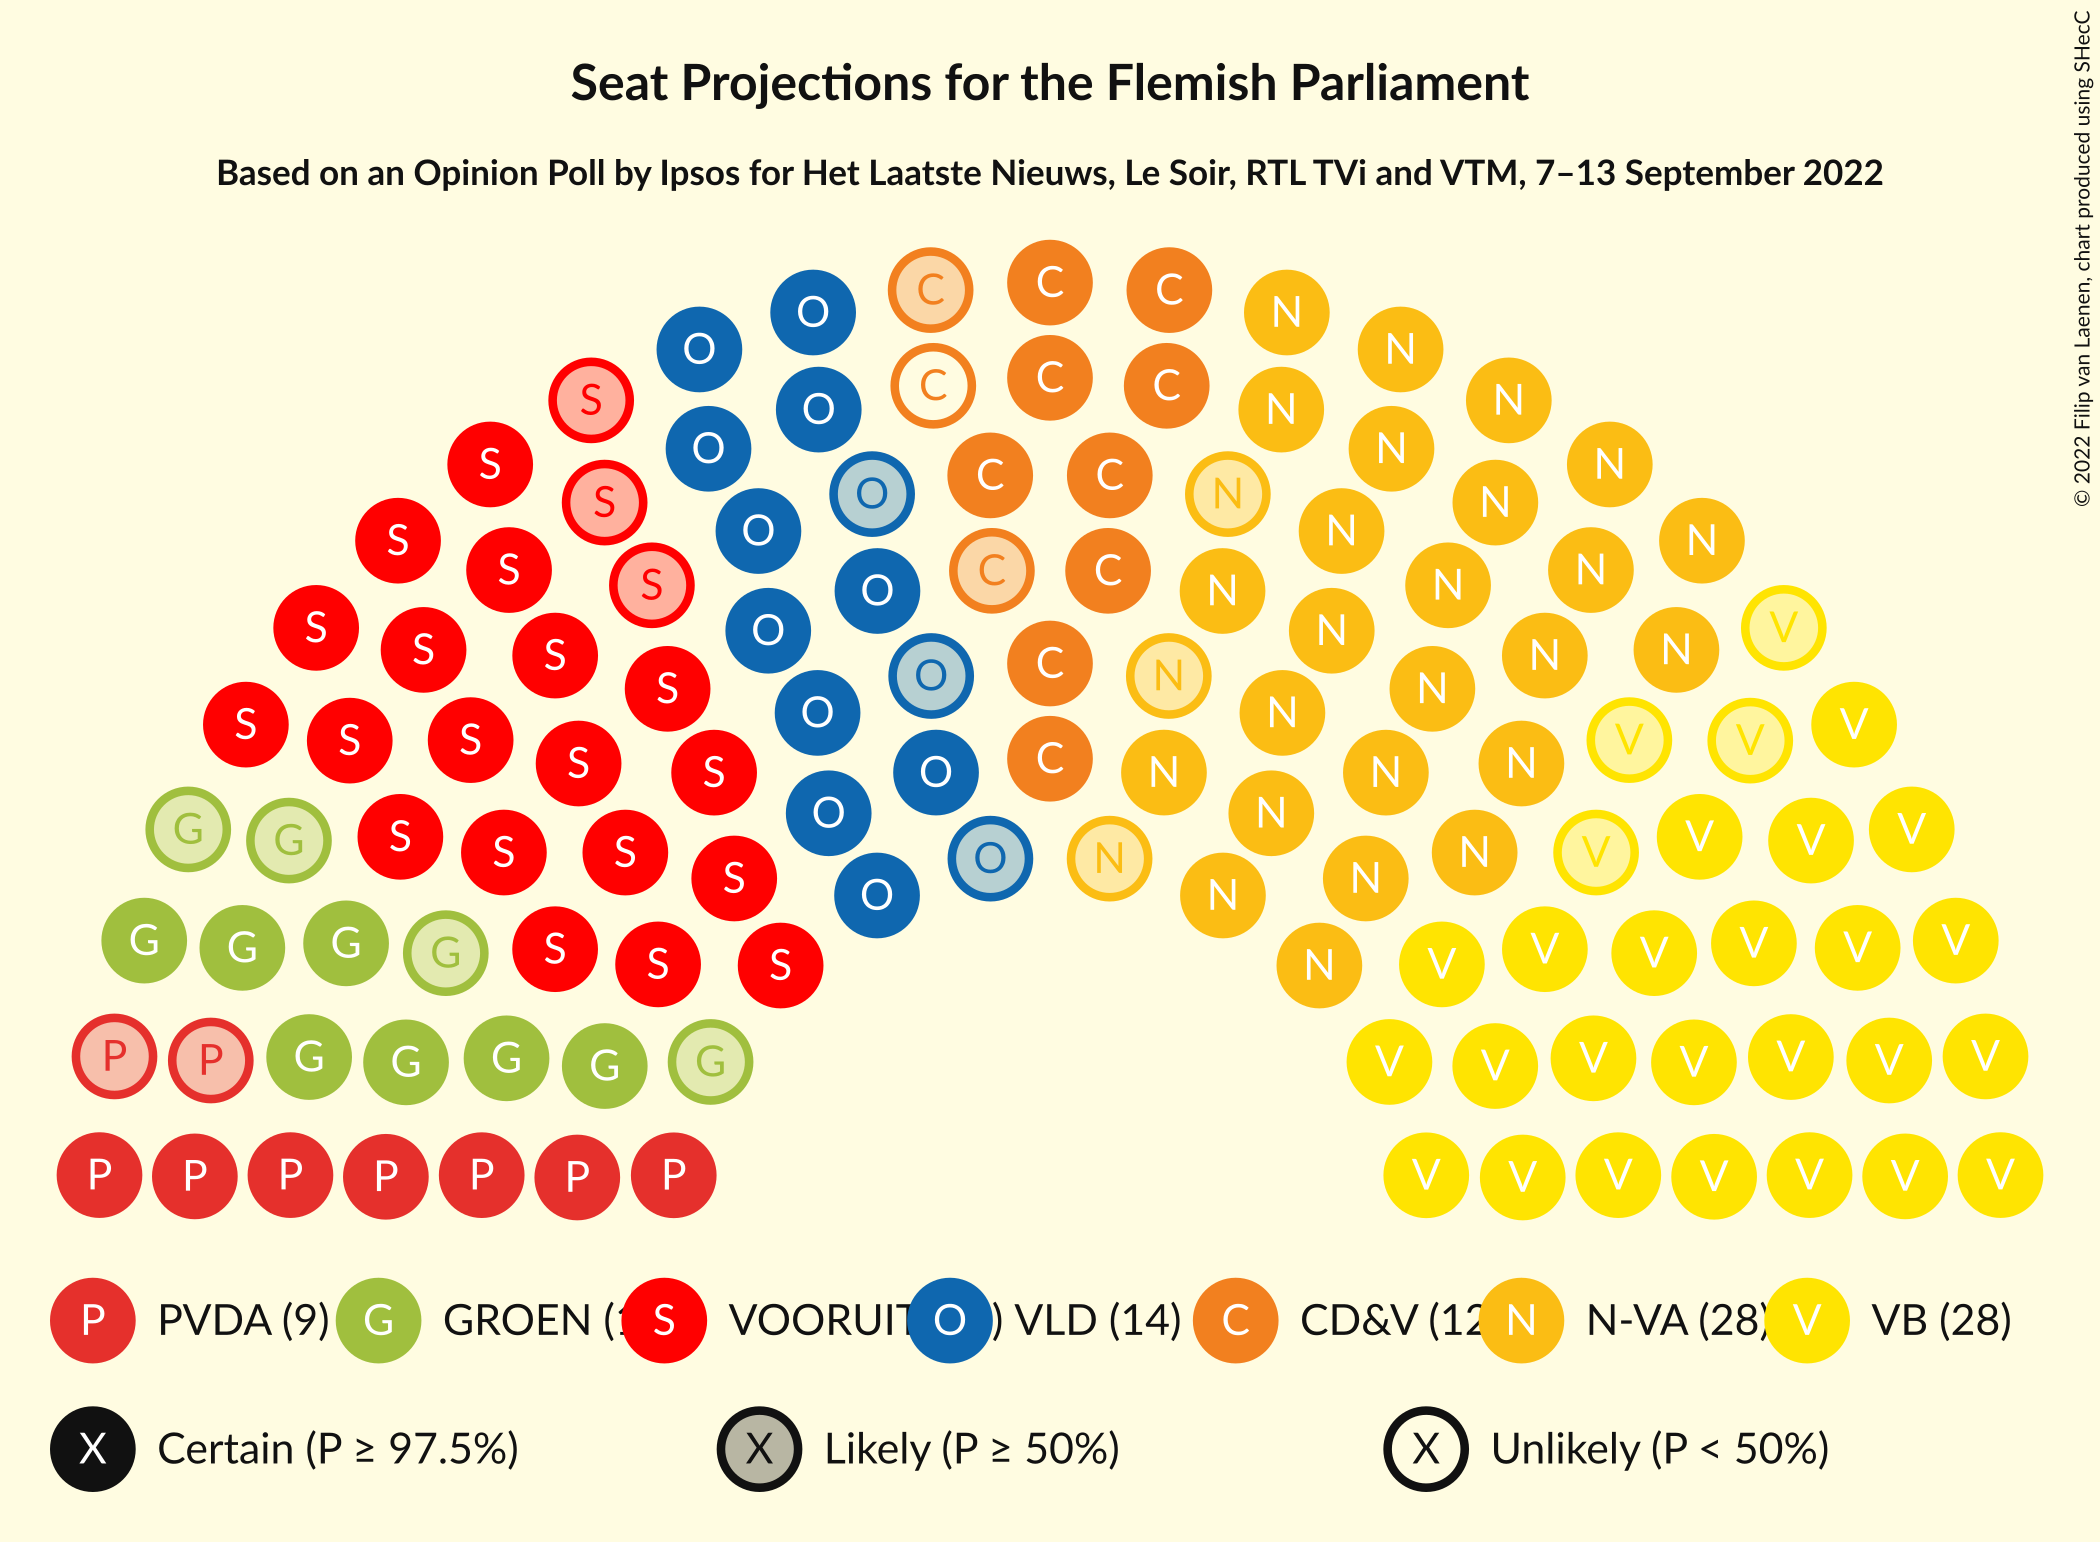 © 2022 Filip van Laenen, chart produced using SHecC
Seat Projections for the Flemish Parliament
Based on an Opinion Poll by Ipsos for Het Laatste Nieuws, Le Soir, RTL TVi and VTM, 7–13 September 2022
O C C C N
S O O C C C N N N
S S O O C C N N N N
S S S O O C C N N N N N
S S S S O O C N N N N N V
S S S S S O O C N N N N V V V
G G S S S S O O O N N N N N V V V V
G G G G S S S N V V V V V V
P P G G G G G V V V V V V V
P P P P P P P V V V V V V V
P PVDA (9) G GROEN S VOORUIT O VLD (14) C CD&V (12 N N-VA (28) V VB (28)
X Certain (P ≥ 97.5%) X Likely (P ≥ 50%) X Unlikely (P < 50%)